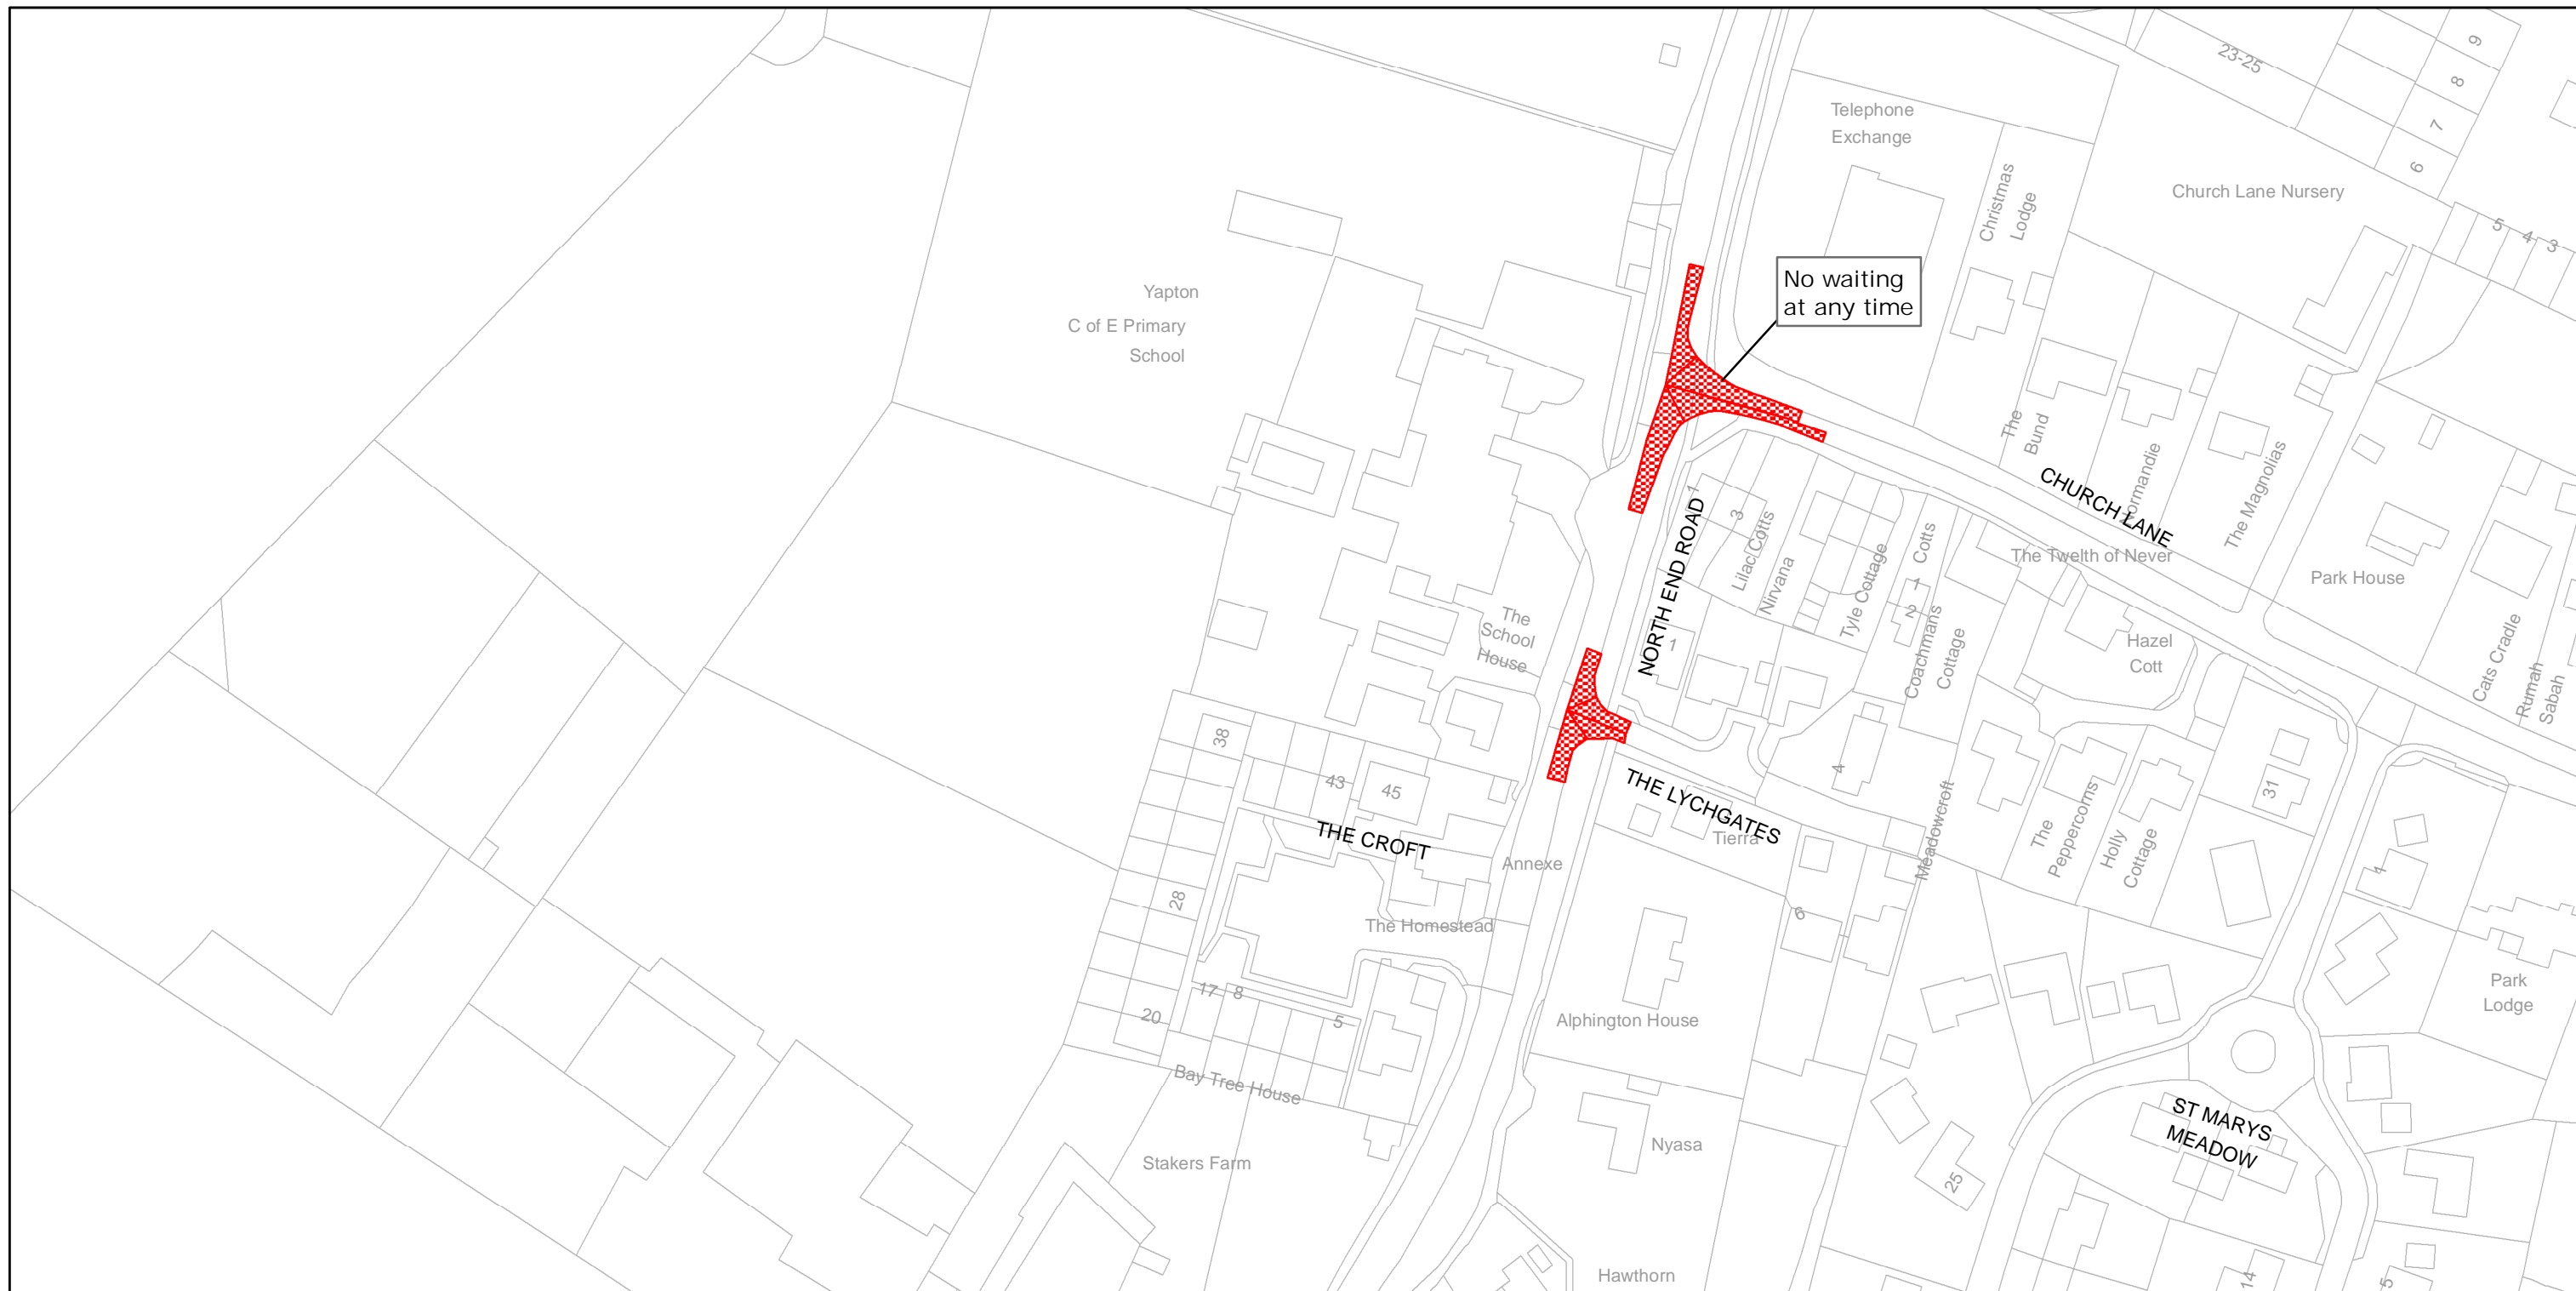 23-25
9
8
7
6
5
4
3
Telephone
Exchange
Christmas
Lodge
Church Lane Nursery
No waiting
at any time
Yapton
C of E Primary
School
The
Bund
Normandie
The Magnolias
CHURCH LANE
The Twelth of Never
Park House
Cats Cradle
Rumah
Sabah
NORTH END ROAD
1
3
Lilac Cotts
Nirvana
Tyle Cottage
Cotts
1
2
Coachmans
Cottage
Hazel
Cott
The
School
House
1
4
Meadowcroft
The
Peppercorns
Holly
Cottage
31
1
38
43
45
THE CROFT
THE LYCHGATES
Tierra
Annexe
28
The Homestead
6
Park
Lodge
17
8
5
20
Alphington House
Bay Tree House
Nyasa
ST MARYS
MEADOW
25
Stakers Farm
Hawthorn
14
5